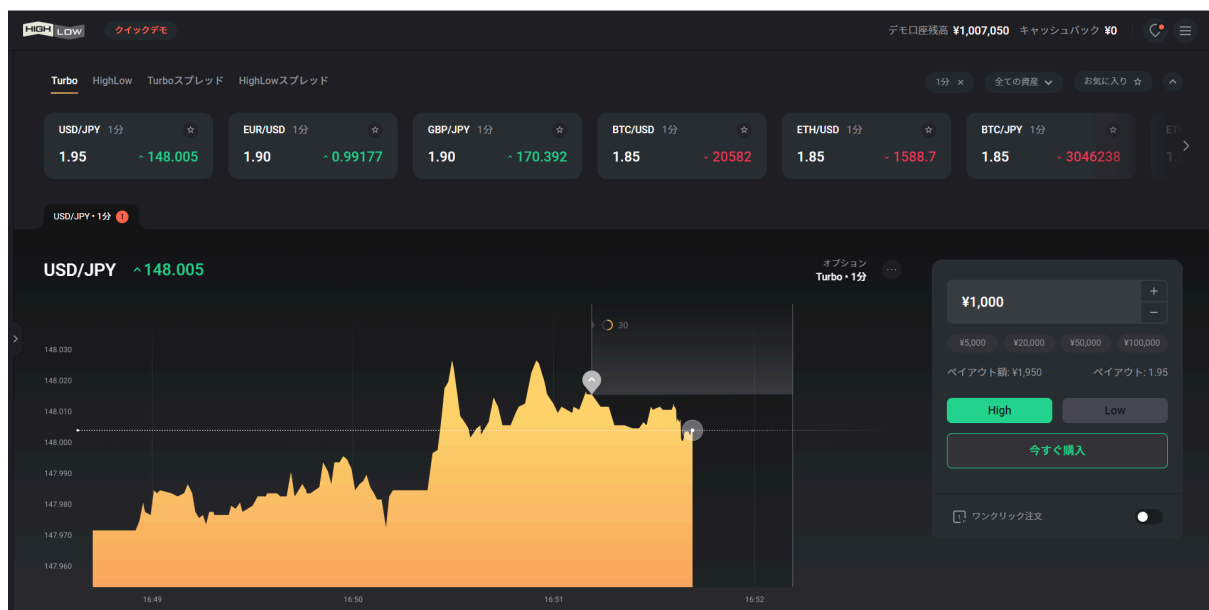 HIGH LOW クイックデモ デモ口座残高 ¥1,007,050 キャッシュバック ¥0
Turbo HighLow Turboスプレッド HighLowスプレッド 1分 × 全ての資産 お気に入り
USD/JPY 1分 EUR/USD 1分 GBP/JPY 1分 BTC/USD 1分 ETH/USD 1分 BTC/JPY 1分
1.95 148.005 1.90 0.99177 1.90 170.392 1.85 20582 1.85 1588.7 1.85 3046238
USD/JPY • 1分 1
USD/JPY 148.005
オプション
Turbo • 1分
¥1,000
+
−
30
¥5,000 ¥20,000 ¥50,000 ¥100,000
ペイアウト額: ¥1,950 ペイアウト: 1.95
High Low
今すぐ購入
ワンクリック注文
148.030
148.020
148.010
148.000
147.990
147.980
147.970
147.960
16:49 16:50 16:51 16:52